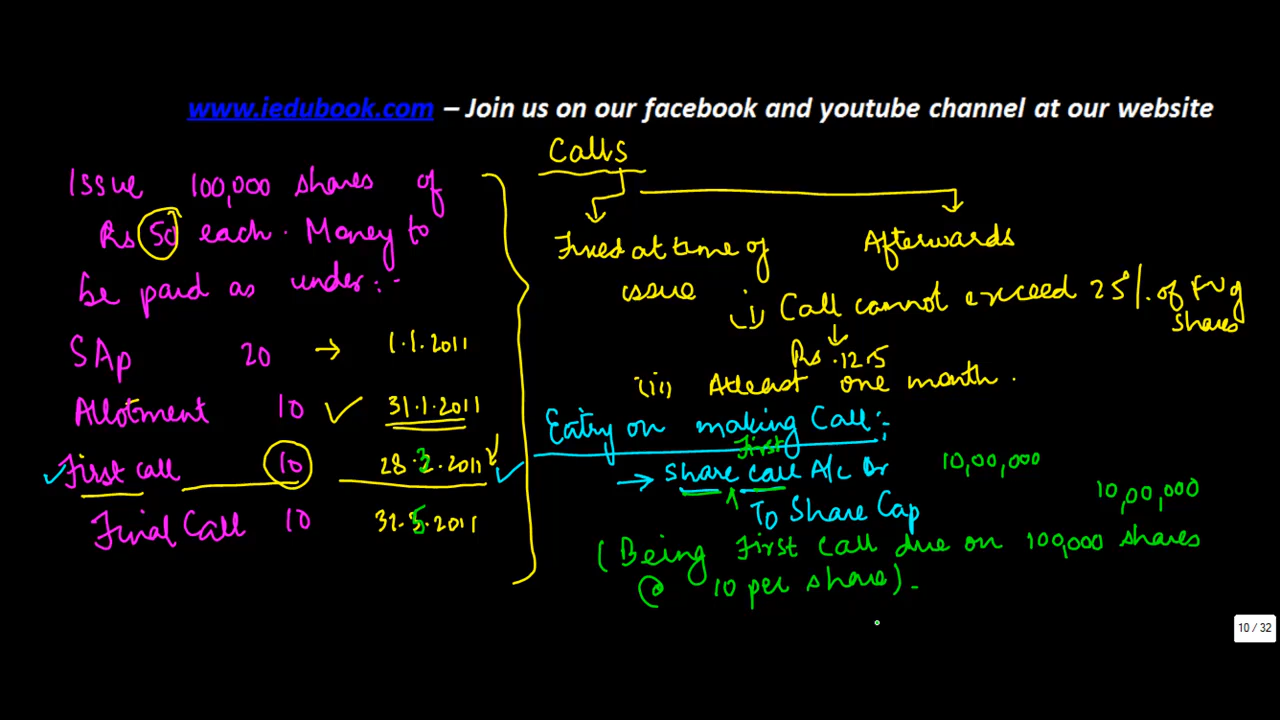 www.iedubook.com – Join us on our facebook and youtube channel at our website
Issue 100,000 shares of
Rs 50 each. Money to
be paid as under:-
SAp 20 → 1.1.2011
Allotment 10 ✓ 31.1.2011
✓ First call 10 28.3.2011 ✓
Final Call 10 31.5.2011
Calls
Fixed at time of
issue
Afterwards
(i) Call cannot exceed 25% of FV of
shares
Rs. 12.5
(ii) Atleast one month.
Entry on making Call:-
→ Share First call A/c Dr 10,00,000
To Share Cap 10,00,000
(Being First Call due on 100,000 shares
@ 10 per share).
10 / 32